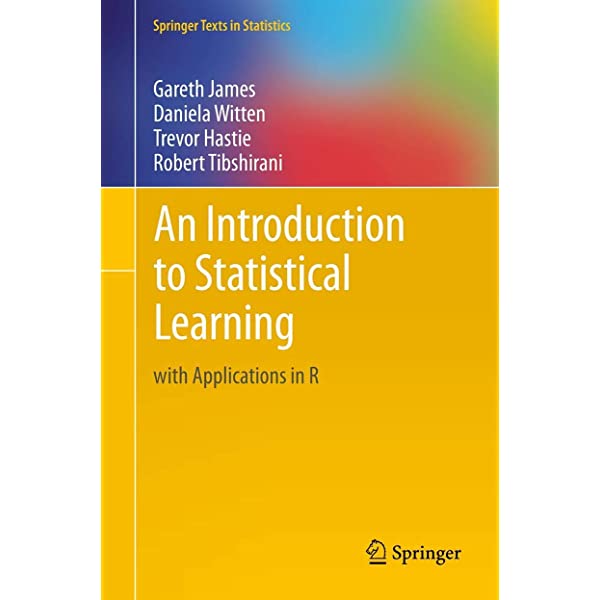 Springer Texts in Statistics
Gareth James
Daniela Witten
Trevor Hastie
Robert Tibshirani
An Introduction
to Statistical
Learning
with Applications in R
Springer